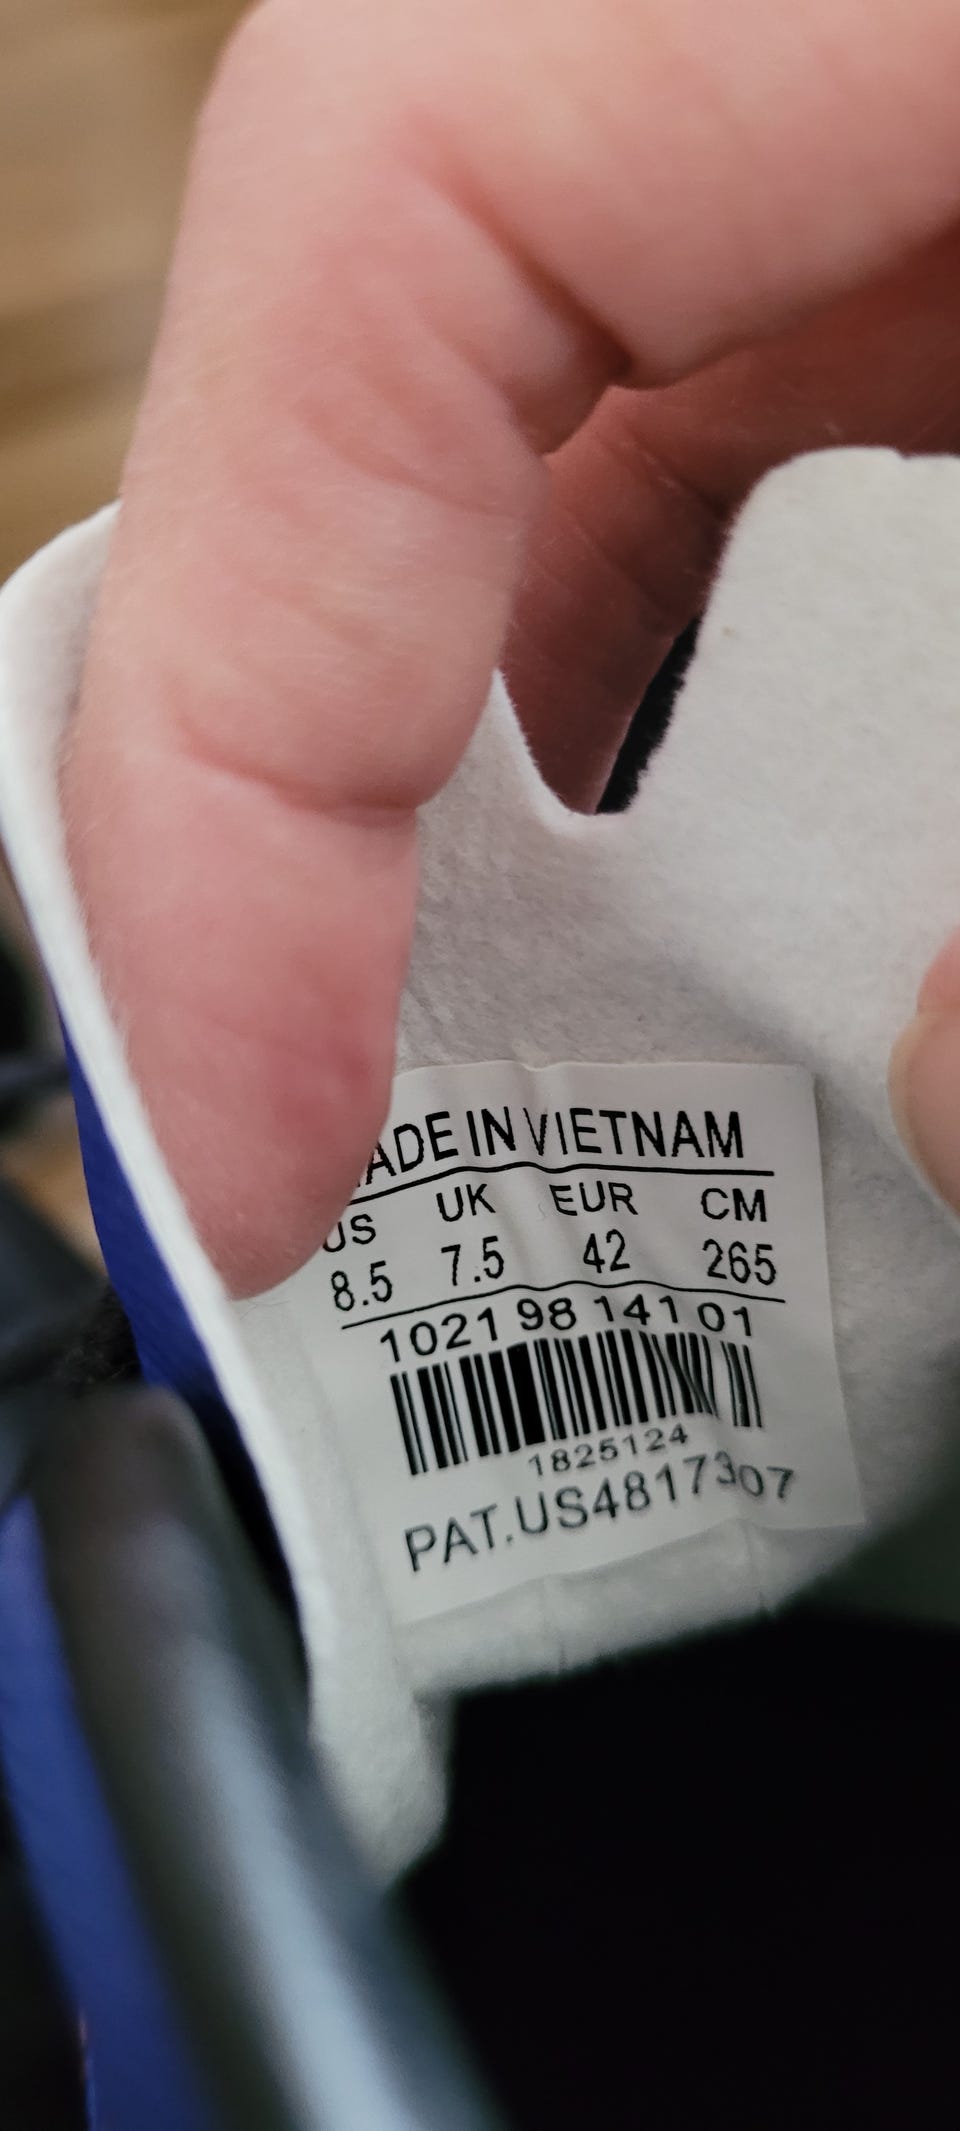 ADE IN VIETNAM
US UK EUR CM
8.5 7.5 42 265
1021 98 141 01
1825124
PAT.US4817307